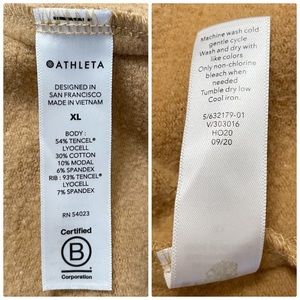 ATHLETA
DESIGNED IN
SAN FRANCISCO
MADE IN VIETNAM
XL
BODY :
54% TENCEL®
LYOCELL
30% COTTON
10% MODAL
6% SPANDEX
RIB : 93% TENCEL®
LYOCELL
7% SPANDEX
RN 54023
Certified
B
Corporation
Machine wash cold
gentle cycle
Wash and dry with
like colors
Only non-chlorine
bleach when
needed
Tumble dry low
Cool iron.
S/632179-01
V/303016
HO20
09/20